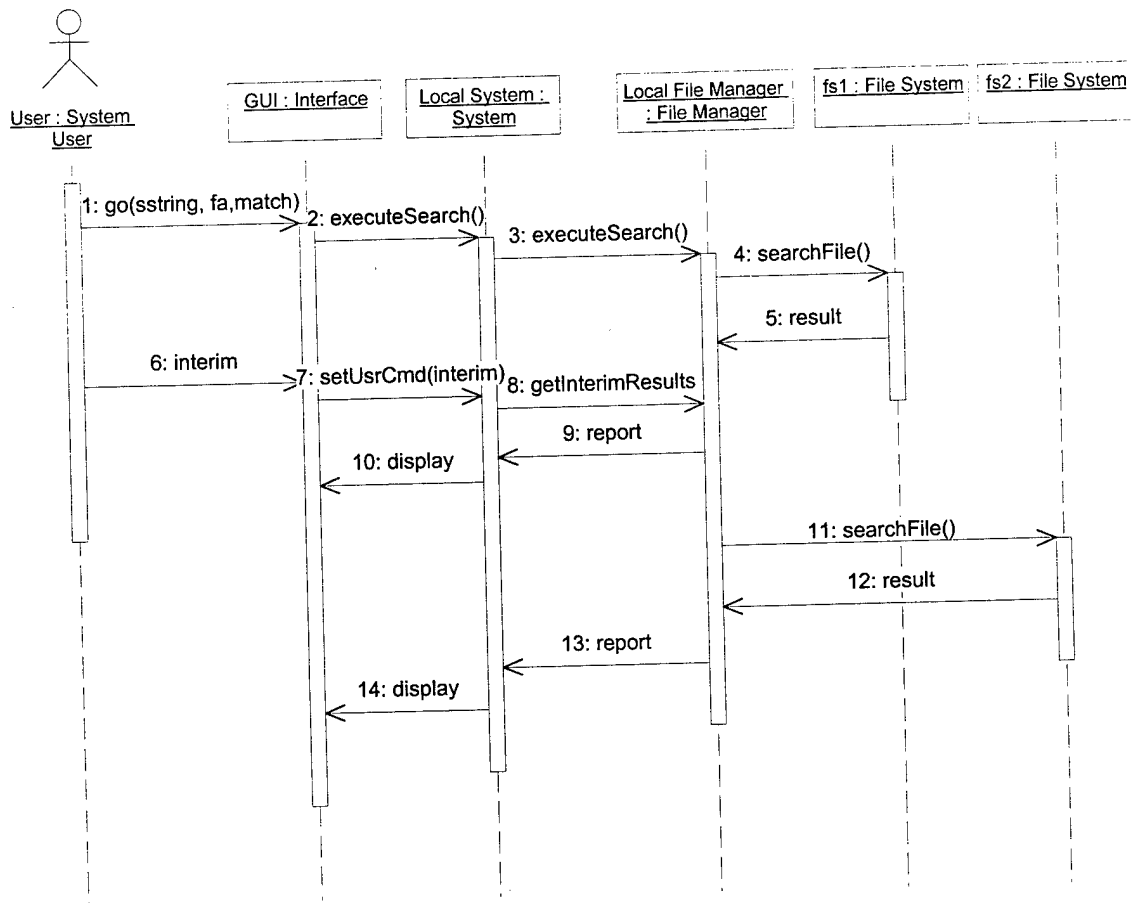 User : System
User
GUI : Interface
Local System :
System
Local File Manager
: File Manager
fs1 : File System
fs2 : File System
1: go(sstring, fa,match)
2: executeSearch()
3: executeSearch()
4: searchFile()
5: result
6: interim
7: setUsrCmd(interim)
8: getInterimResults
9: report
10: display
11: searchFile()
12: result
13: report
14: display